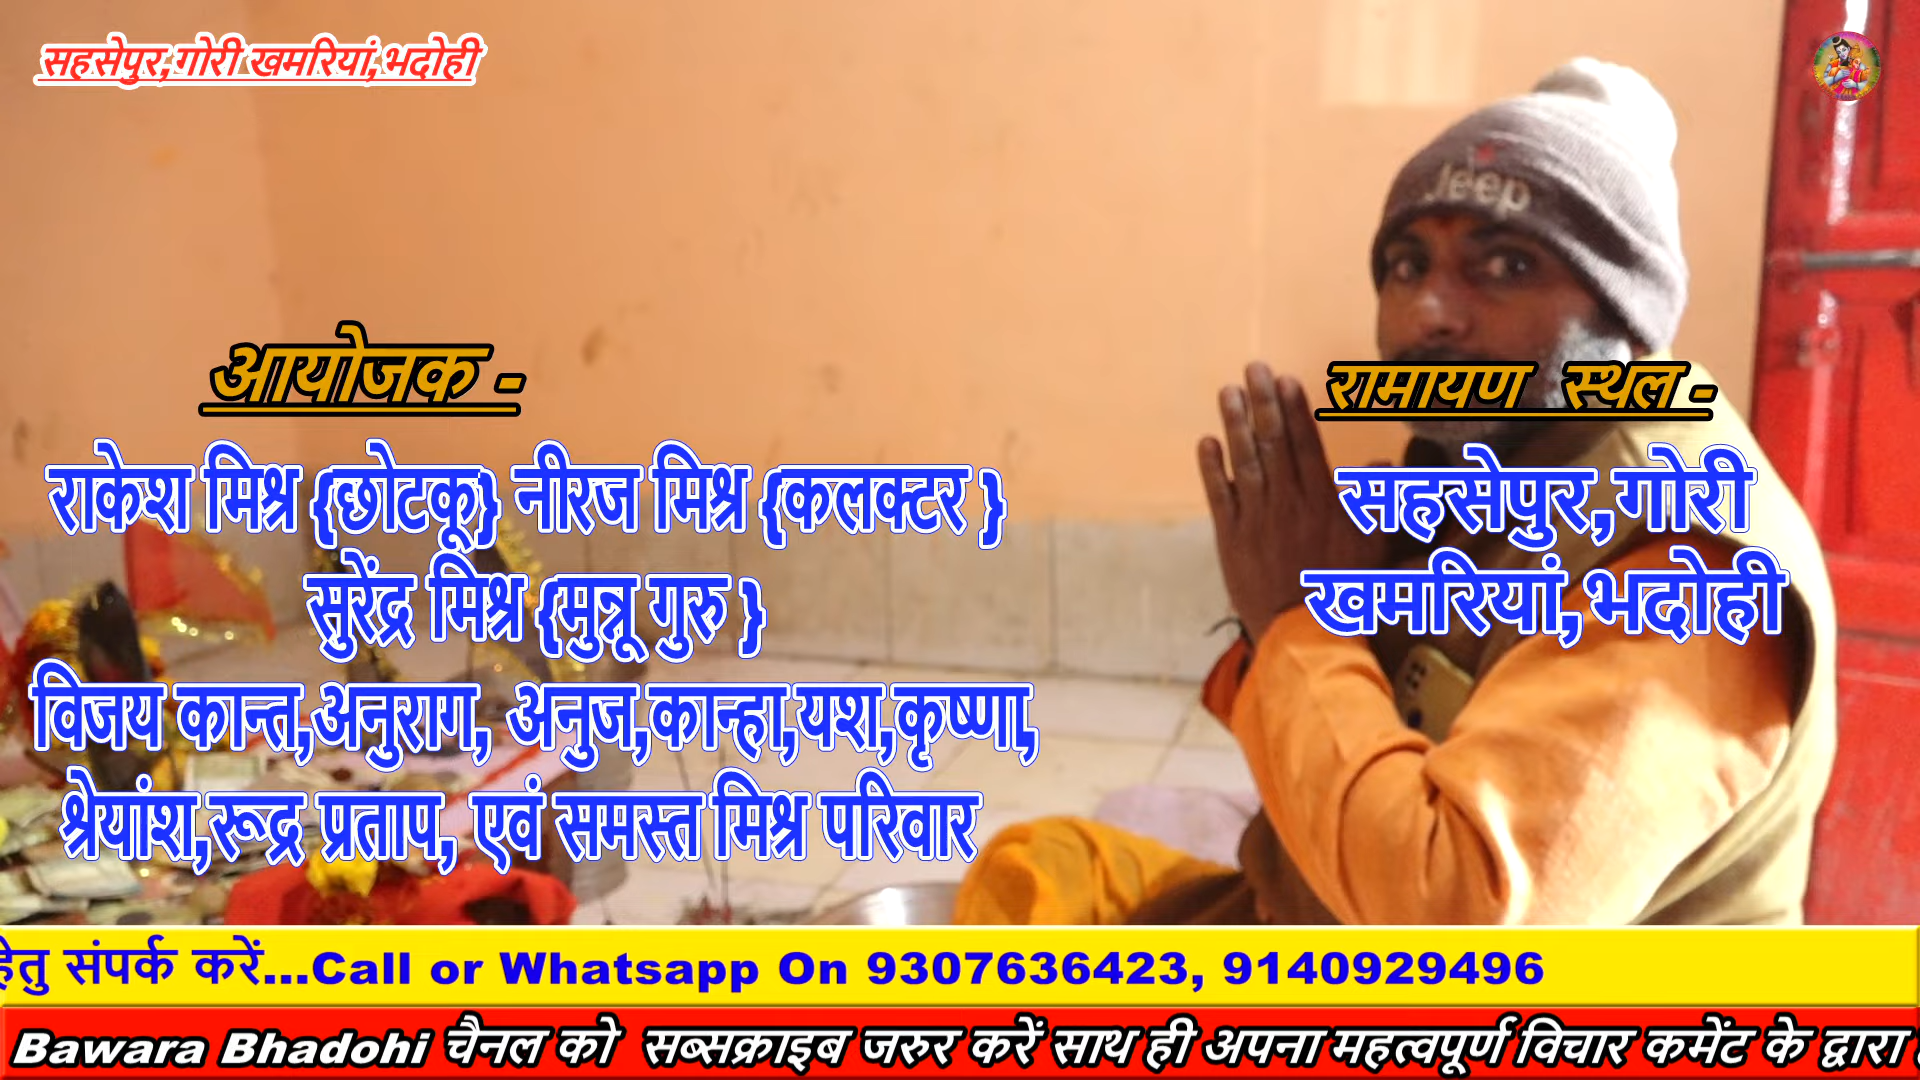 सहसेपुर,गोरी खमरियां,भदोही
Jeep
आयोजक -
राकेश मिश्र {छोटकू} नीरज मिश्र {कलक्टर }
सुरेंद्र मिश्र {मुन्नू गुरु }
विजय कान्त,अनुराग, अनुज,कान्हा,यश,कृष्णा,
श्रेयांश,रूद्र प्रताप, एवं समस्त मिश्र परिवार
रामायण स्थल -
सहसेपुर,गोरी
खमरियां,भदोही
हेतु संपर्क करें...Call or Whatsapp On 9307636423, 9140929496
Bawara Bhadohi चैनल को सब्सक्राइब जरुर करें साथ ही अपना महत्वपूर्ण विचार कमेंट के द्वारा